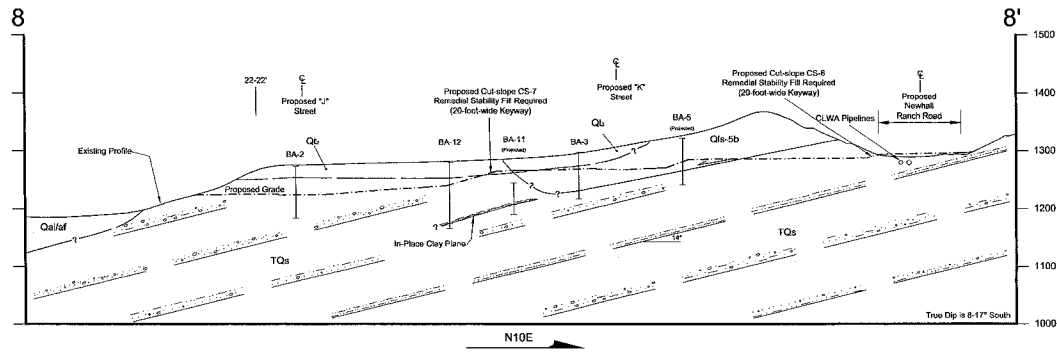 8
8'
1500
1400
1300
1200
1100
1000
22-22'
℄
Proposed "J"
Street
Proposed Cut-slope CS-7
Remedial Stability Fill Required
(20-foot-wide Keyway)
℄
Proposed "K"
Street
Proposed Cut-slope CS-6
Remedial Stability Fill Required
(20-foot-wide Keyway)
℄
Proposed
Newhall
Ranch Road
CLWA Pipelines
Existing Profile
BA-2
BA-12
BA-11
(Projected)
BA-3
BA-5
(Projected)
Qfs-5b
Proposed Grade
Qal/af
?
?
?
?
?
?
In-Place Clay Plane
14°
TQs
TQs
True Dip is 8-17° South
N10E